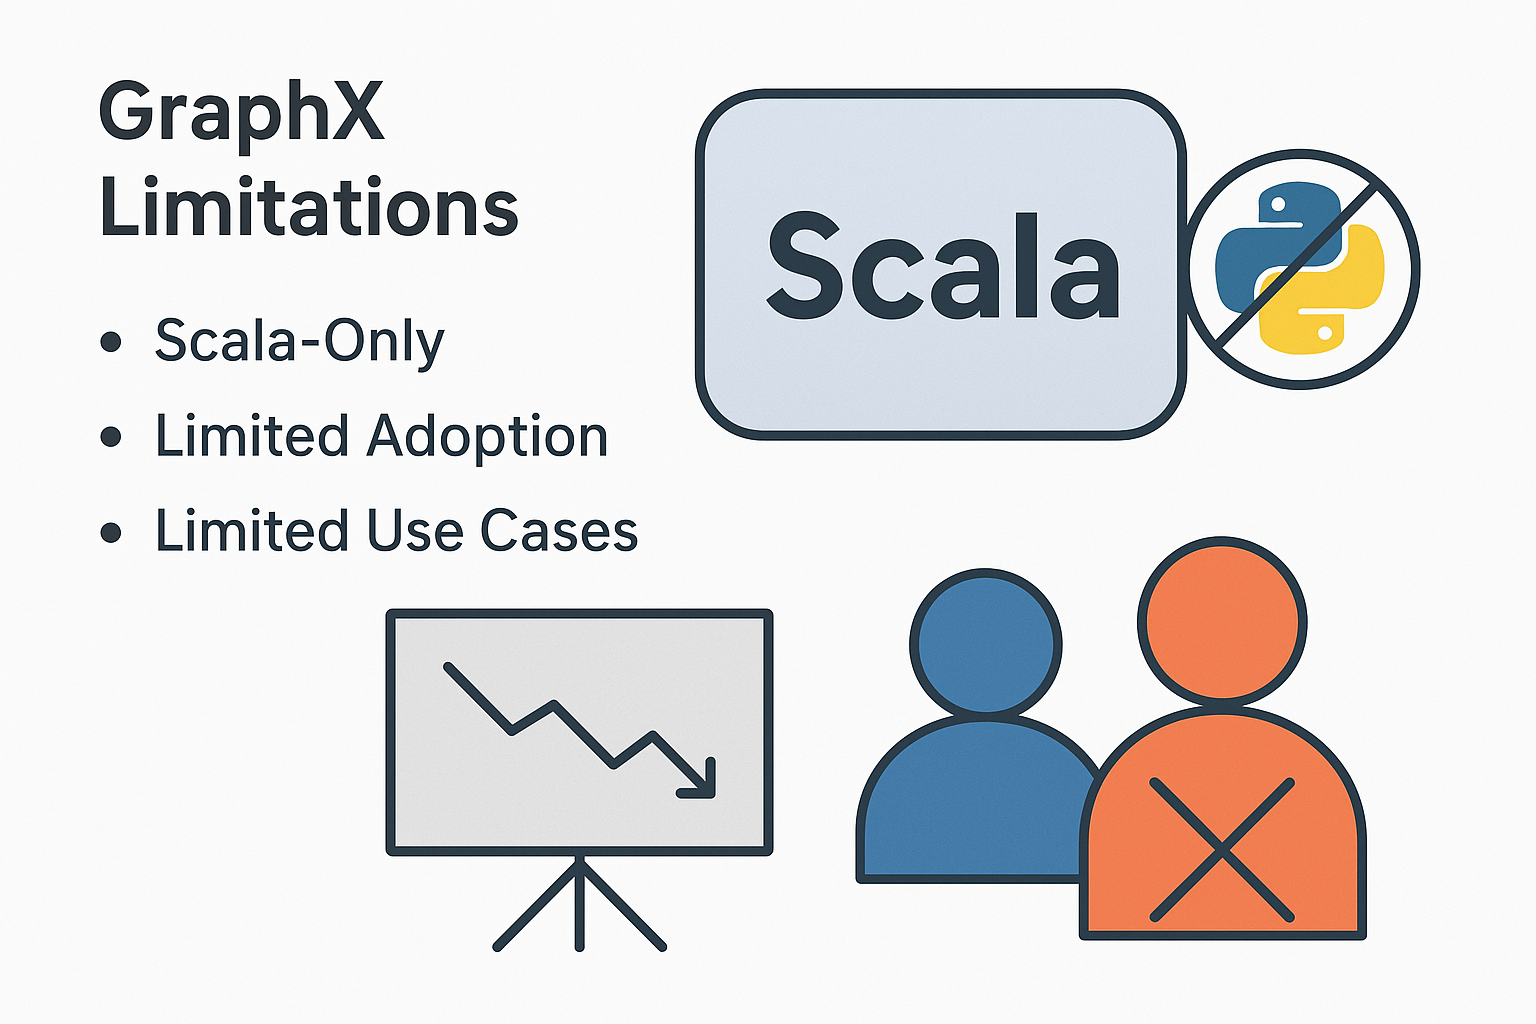 GraphX
Limitations
• Scala-Only
• Limited Adoption
• Limited Use Cases
Scala